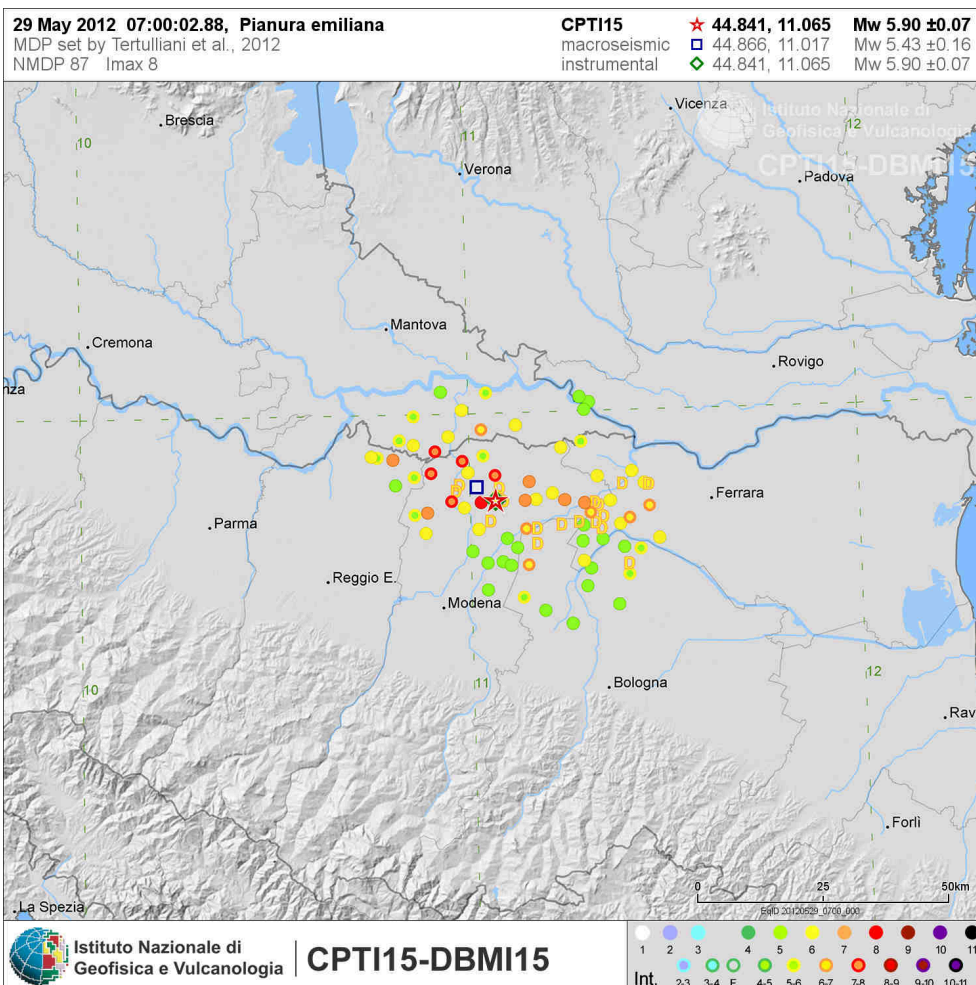 29 May 2012 07:00:02.88, Pianura emiliana
MDP set by Tertulliani et al., 2012
NMDP 87 Imax 8
CPTI15 44.841, 11.065 Mw 5.90 ±0.07
macroseismic 44.866, 11.017 Mw 5.43 ±0.16
instrumental 44.841, 11.065 Mw 5.90 ±0.07
Istituto Nazionale di
Geofisica e Vulcanologia
CPTI15-DBMI15
Vicenza
Brescia
12
10
11
Verona
Padova
Mantova
Cremona
Rovigo
nza
Ferrara
D
D
D
D
D
D
D
D
D
D
D
D
D
Parma
Reggio E.
Modena
12
11
10
Bologna
Rav
Forlì
0 25 50km
EqID 20120529_0700_000
La Spezia
Istituto Nazionale di
Geofisica e Vulcanologia
CPTI15-DBMI15
1 2 3 4 5 6 7 8 9 10 11
Int. 2-3 3-4 F 4-5 5-6 6-7 7-8 8-9 9-10 10-11